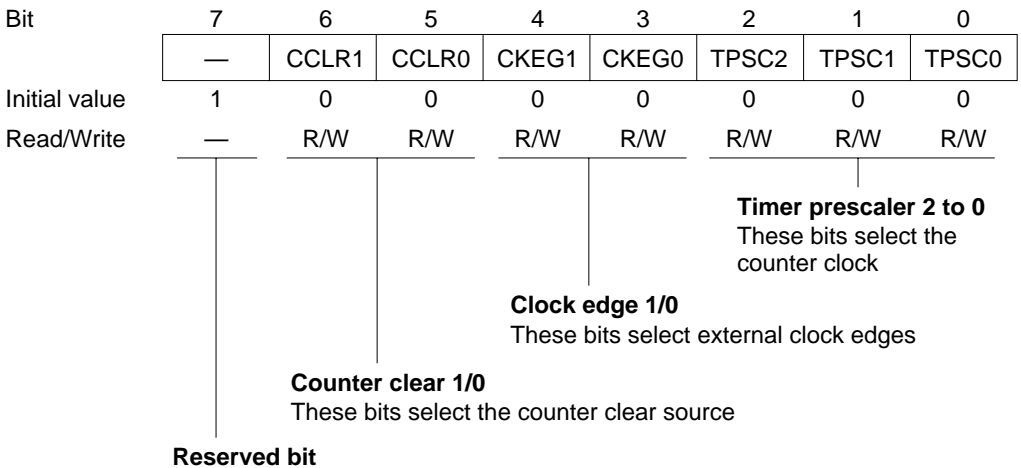 Bit 7 6 5 4 3 2 1 0
— CCLR1 CCLR0 CKEG1 CKEG0 TPSC2 TPSC1 TPSC0
Initial value 1 0 0 0 0 0 0 0
Read/Write — R/W R/W R/W R/W R/W R/W R/W
Timer prescaler 2 to 0
These bits select the
counter clock
Clock edge 1/0
These bits select external clock edges
Counter clear 1/0
These bits select the counter clear source
Reserved bit